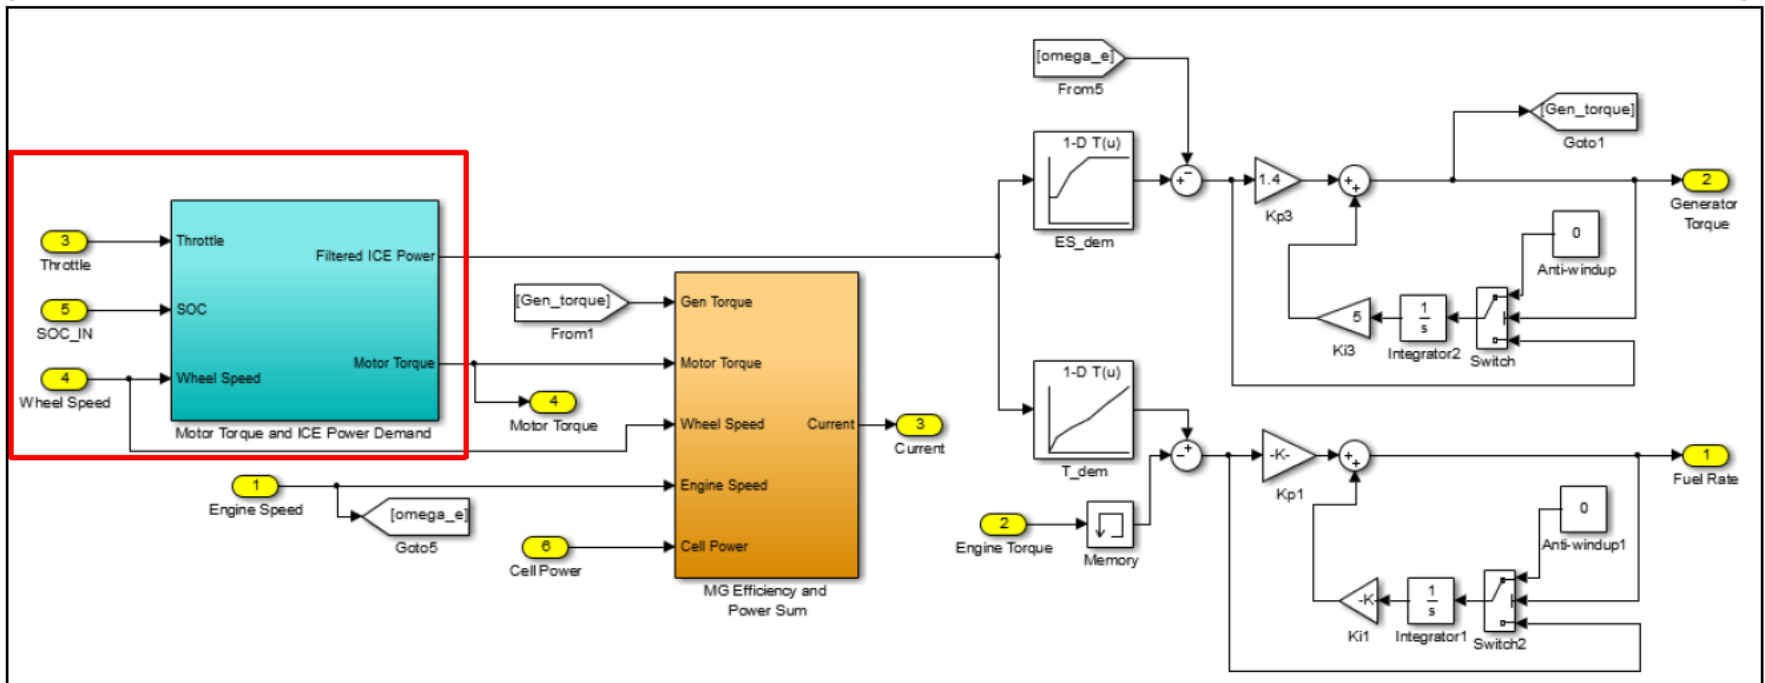 [omega_e]
From5
1-D T(u)
ES_dem
+
−
1.4
Kp3
+
+
[Gen_torque]
Goto1
2
Generator
Torque
0
Anti-windup
5
Ki3
1
s
Integrator2
Switch
3
Throttle
5
SOC_IN
4
Wheel Speed
Throttle
SOC
Wheel Speed
Filtered ICE Power
Motor Torque
Motor Torque and ICE Power Demand
[Gen_torque]
From1
4
Motor Torque
1
Engine Speed
[omega_e]
Goto5
6
Cell Power
Gen Torque
Motor Torque
Wheel Speed
Engine Speed
Cell Power
Current
MG Efficiency and
Power Sum
3
Current
1-D T(u)
T_dem
2
Engine Torque
Memory
−
+
-K-
Kp1
+
+
1
Fuel Rate
0
Anti-windup1
-K-
Ki1
1
s
Integrator1
Switch2